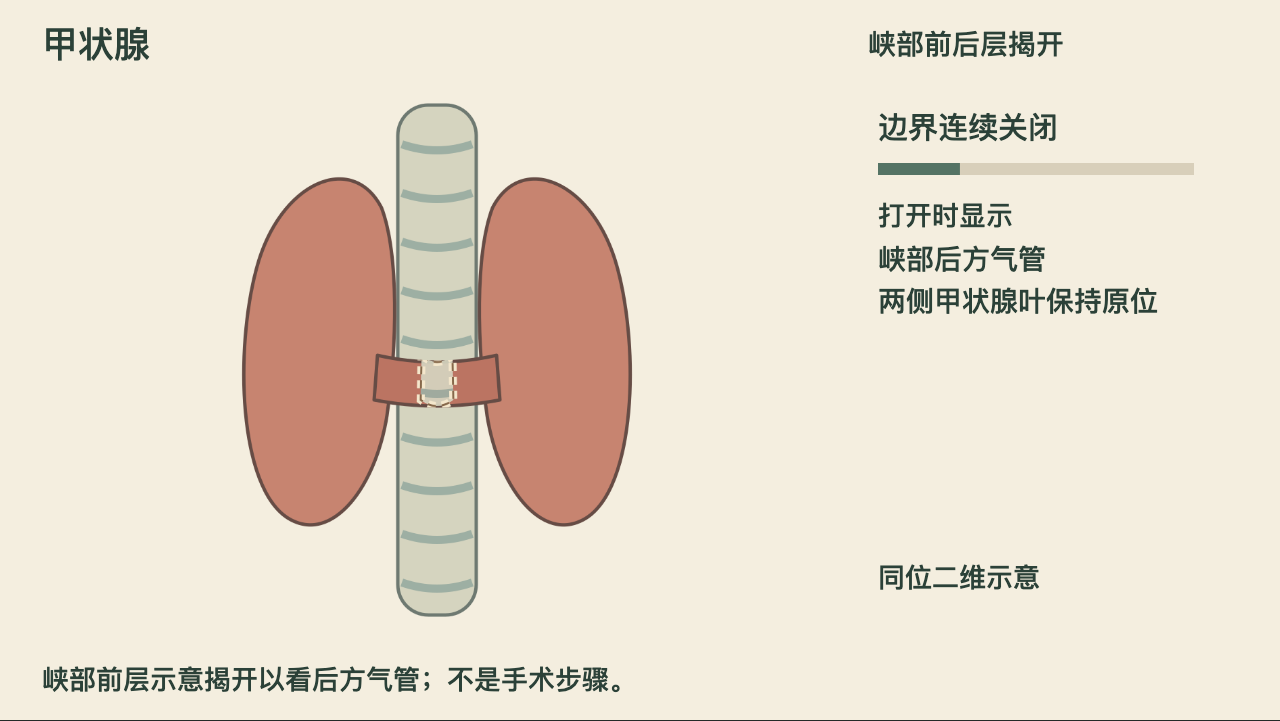 甲状腺
峡部前后层揭开
边界连续关闭
打开时显示
峡部后方气管
两侧甲状腺叶保持原位
同位二维示意
峡部前层示意揭开以看后方气管；不是手术步骤。